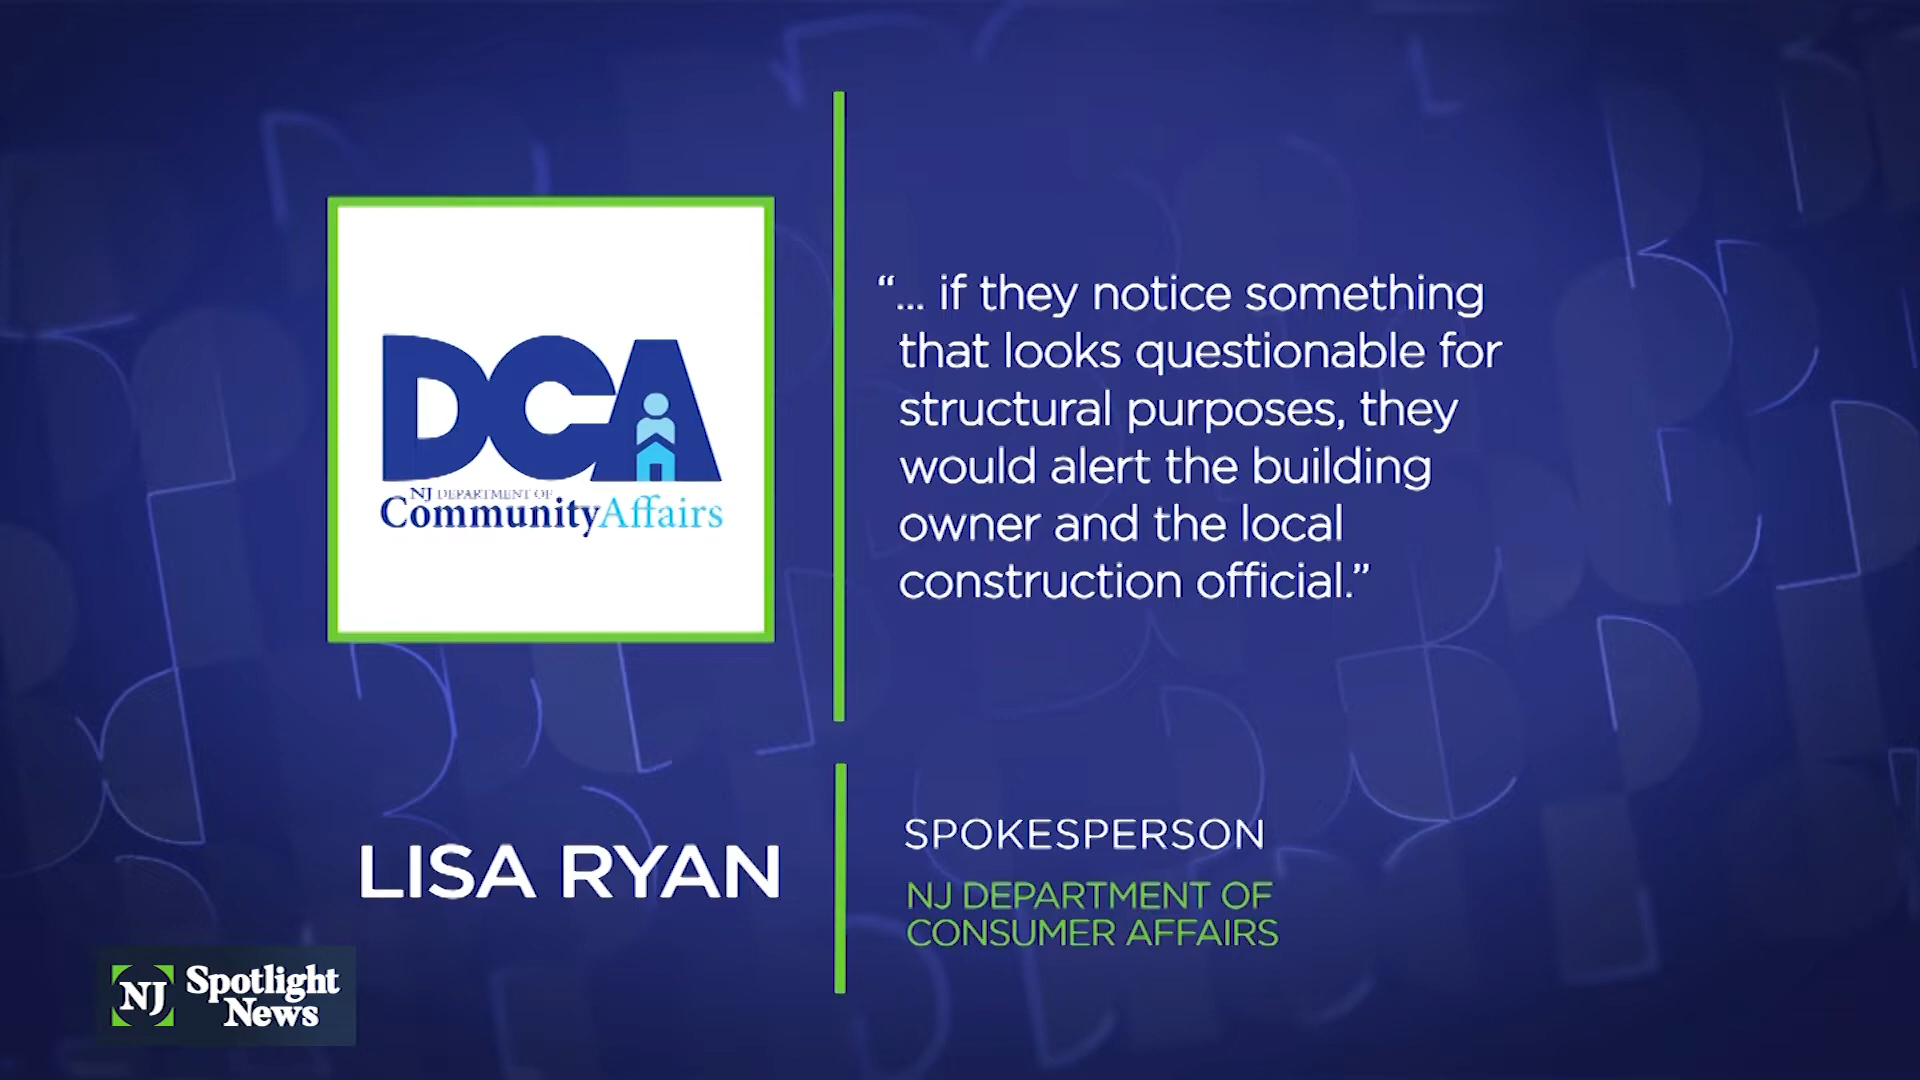 DCA
NJ DEPARTMENT OF
CommunityAffairs
“... if they notice something
that looks questionable for
structural purposes, they
would alert the building
owner and the local
construction official.”
LISA RYAN
SPOKESPERSON
NJ DEPARTMENT OF
CONSUMER AFFAIRS
NJ Spotlight
News